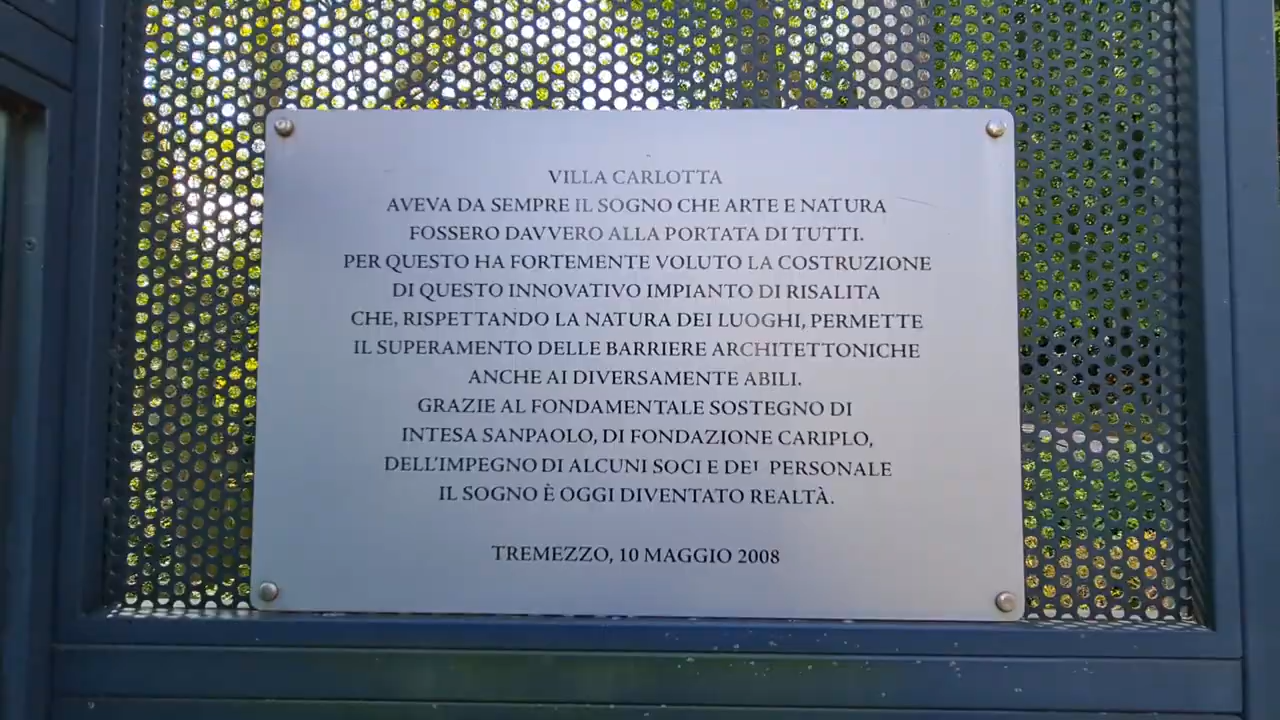 VILLA CARLOTTA
AVEVA DA SEMPRE IL SOGNO CHE ARTE E NATURA
FOSSERO DAVVERO ALLA PORTATA DI TUTTI.
PER QUESTO HA FORTEMENTE VOLUTO LA COSTRUZIONE
DI QUESTO INNOVATIVO IMPIANTO DI RISALITA
CHE, RISPETTANDO LA NATURA DEI LUOGHI, PERMETTE
IL SUPERAMENTO DELLE BARRIERE ARCHITETTONICHE
ANCHE AI DIVERSAMENTE ABILI.
GRAZIE AL FONDAMENTALE SOSTEGNO DI
INTESA SANPAOLO, DI FONDAZIONE CARIPLO,
DELL'IMPEGNO DI ALCUNI SOCI E DEL PERSONALE
IL SOGNO È OGGI DIVENTATO REALTÀ.
TREMEZZO, 10 MAGGIO 2008